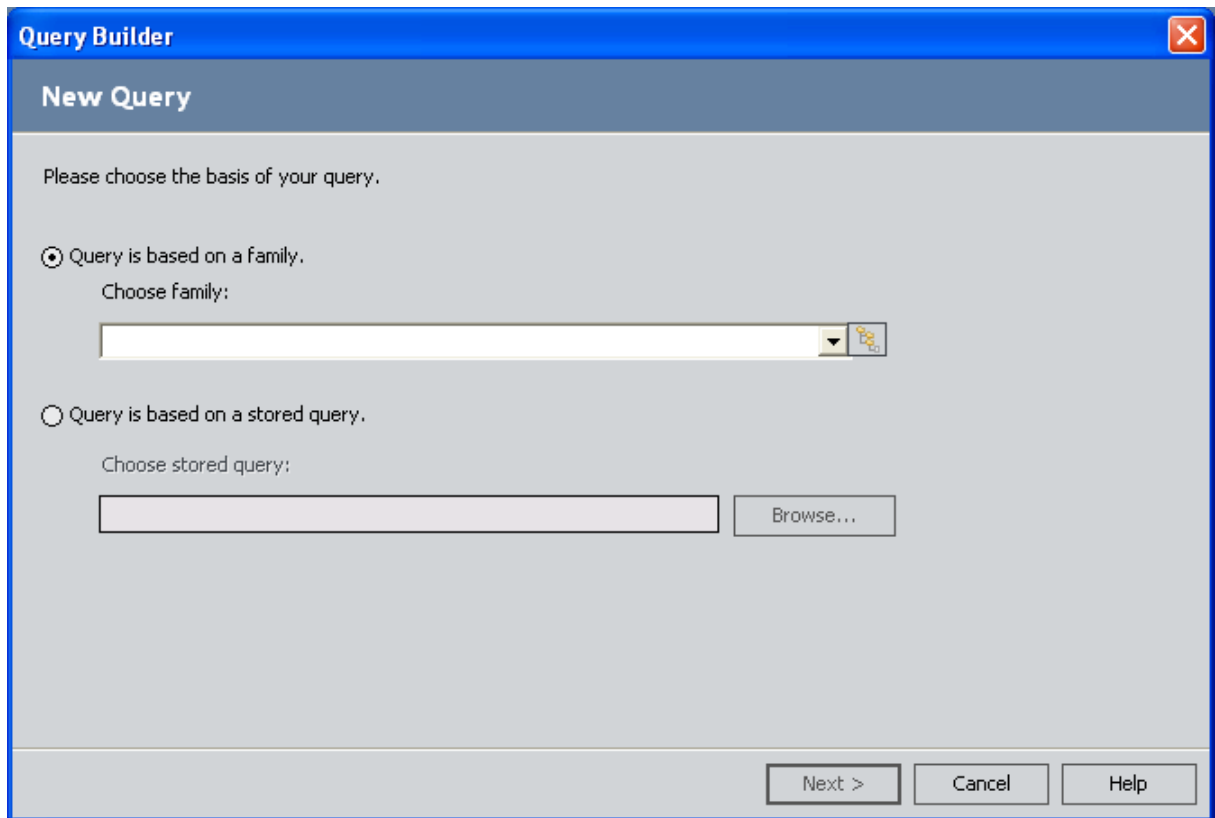 Query Builder
New Query
Please choose the basis of your query.
Query is based on a family.
Choose family:
Query is based on a stored query.
Choose stored query:
Browse...
Next >
Cancel
Help